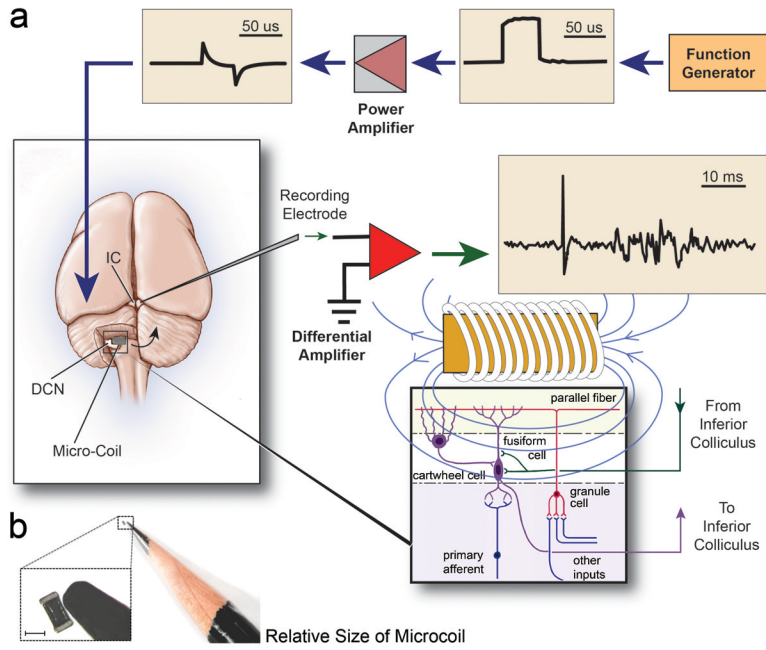 a
50 us
50 us
Function
Generator
Power
Amplifier
Recording
Electrode
10 ms
IC
Differential
Amplifier
DCN
Micro-Coil
parallel fiber
fusiform
cell
cartwheel cell
granule
cell
primary
afferent
other
inputs
From
Inferior
Colliculus
To
Inferior
Colliculus
b
Relative Size of Microcoil